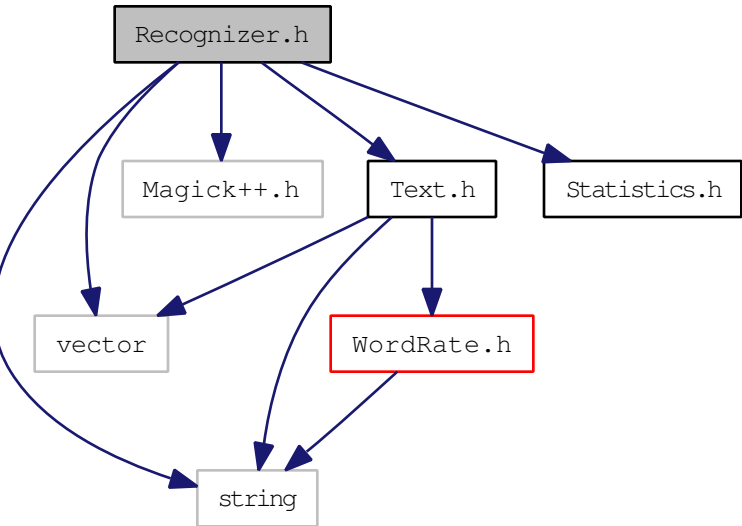 Recognizer.h
Magick++.h
Text.h
Statistics.h
vector
WordRate.h
string